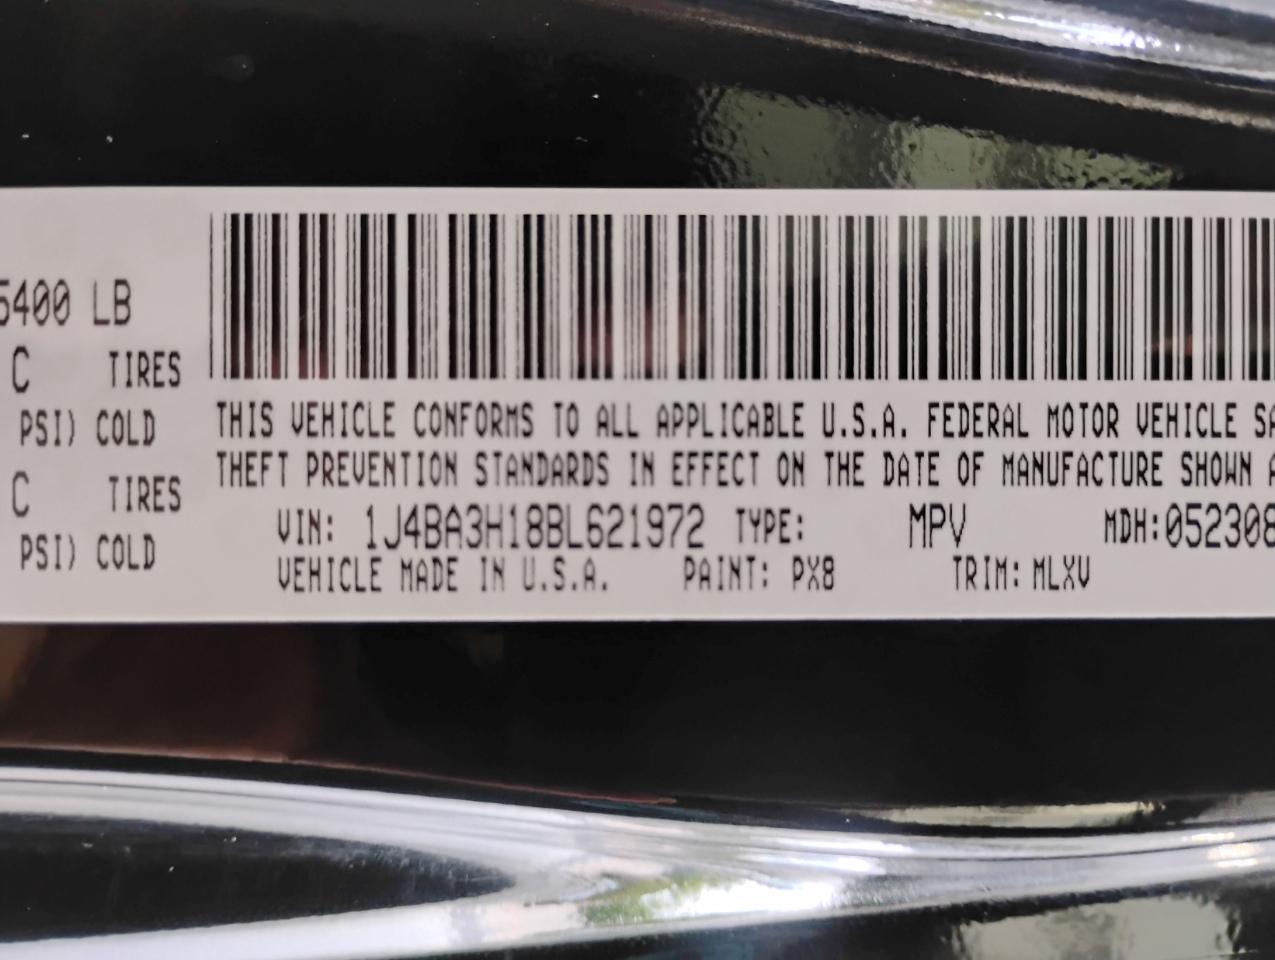 5400 LB
C TIRES
PSI) COLD
C TIRES
PSI) COLD
THIS VEHICLE CONFORMS TO ALL APPLICABLE U.S.A. FEDERAL MOTOR VEHICLE SA
THEFT PREVENTION STANDARDS IN EFFECT ON THE DATE OF MANUFACTURE SHOWN A
VIN: 1J4BA3H18BL621972 TYPE: MPV MDH:052308
VEHICLE MADE IN U.S.A. PAINT: PX8 TRIM: MLXV